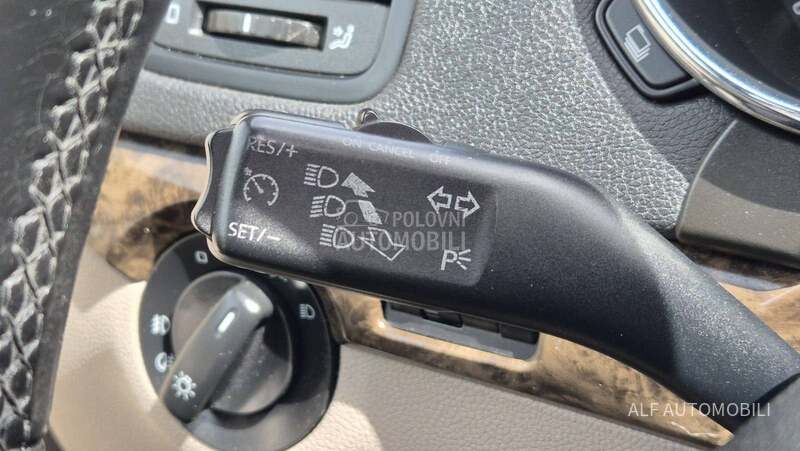 RES/+
ON CANCEL OFF
SET/−
P
POLOVNI
AUTOMOBILI
ALF AUTOMOBILI